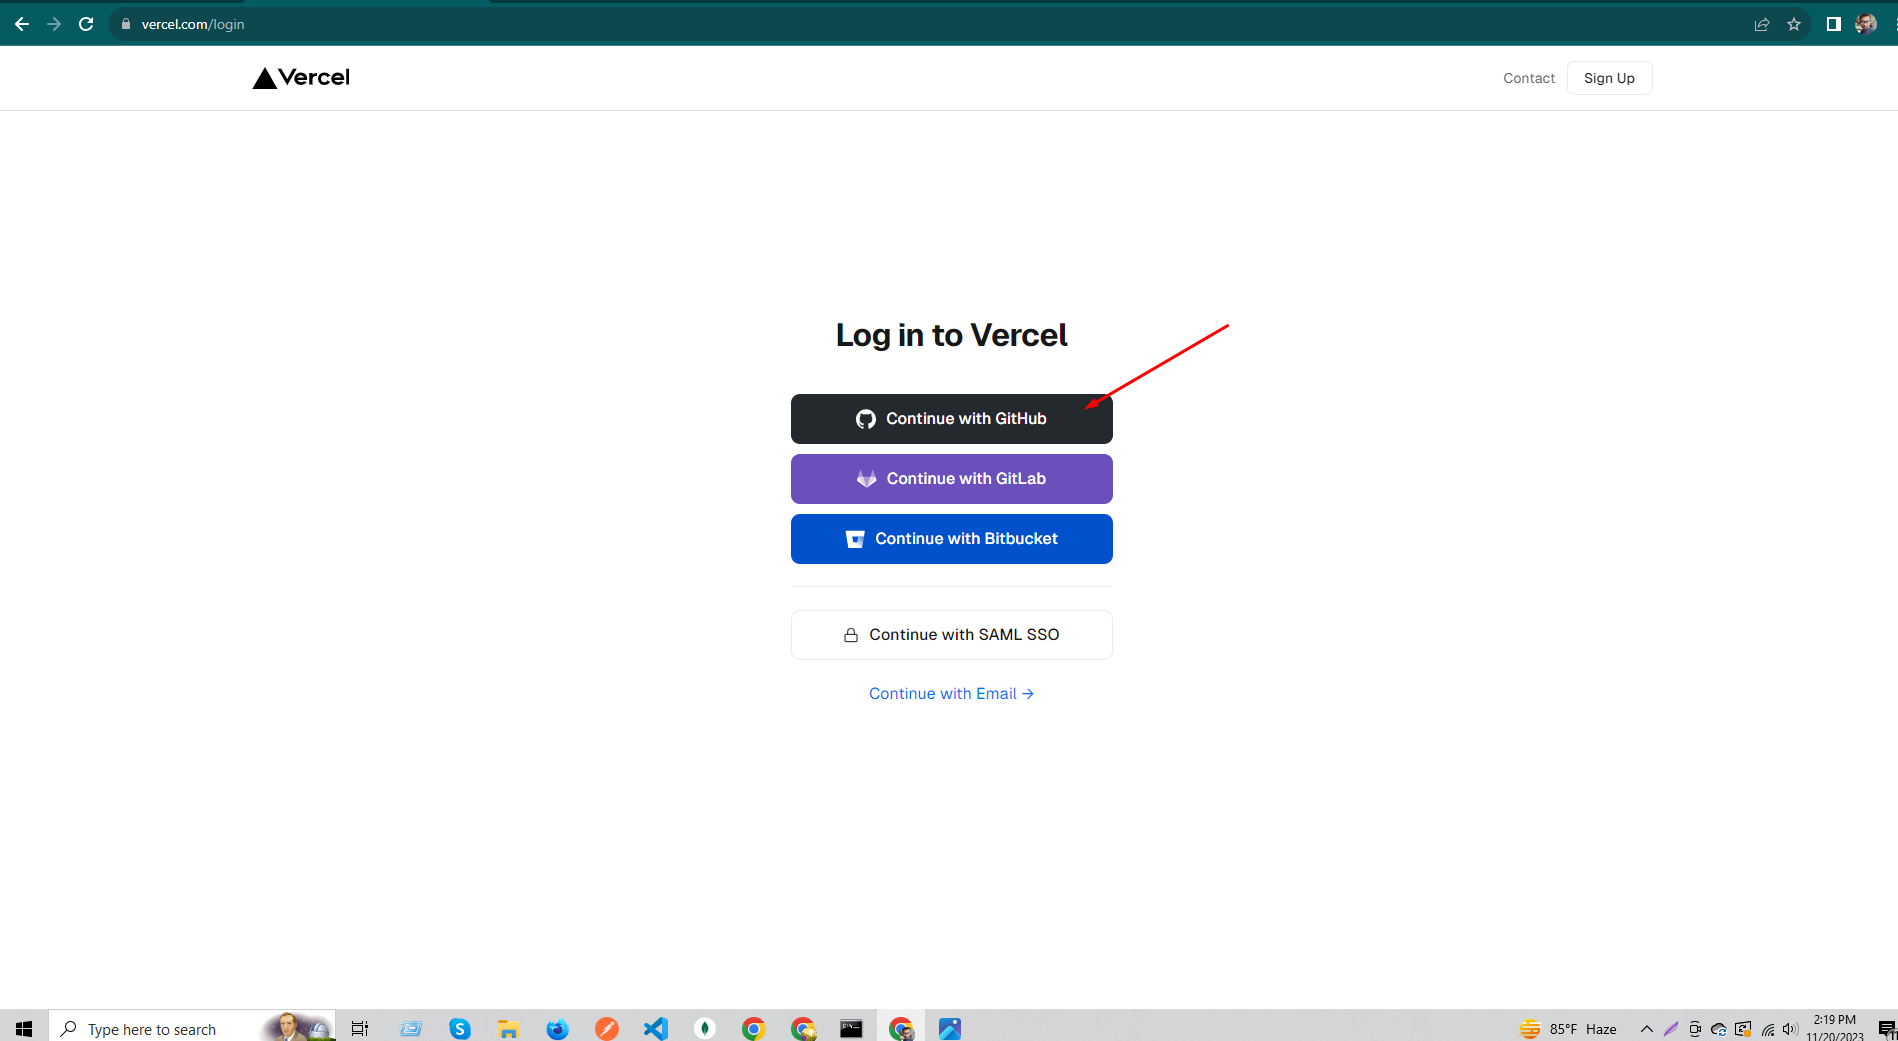 vercel.com/login
Vercel
Contact
Sign Up
Log in to Vercel
Continue with GitHub
Continue with GitLab
Continue with Bitbucket
Continue with SAML SSO
Continue with Email →
Type here to search
85°F Haze
2:19 PM
11/20/2023